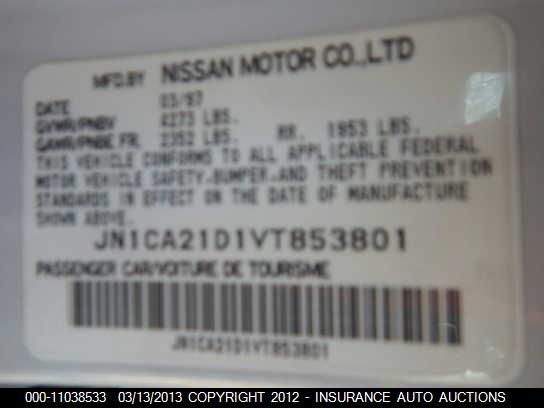 MFD.BY NISSAN MOTOR CO.,LTD
DATE 03/97
GVWR/PNBV 4273 LBS.
GAWR/PNBE FR. 2352 LBS. RR. 1953 LBS.
THIS VEHICLE CONFORMS TO ALL APPLICABLE FEDERAL
MOTOR VEHICLE SAFETY,BUMPER,AND THEFT PREVENTION
STANDARDS IN EFFECT ON THE DATE OF MANUFACTURE
SHOWN ABOVE.
JN1CA21D1VT853801
PASSENGER CAR/VOITURE DE TOURISME
JN1CA21D1VT853801
000-11038533 03/13/2013 COPYRIGHT 2012 - INSURANCE AUTO AUCTIONS